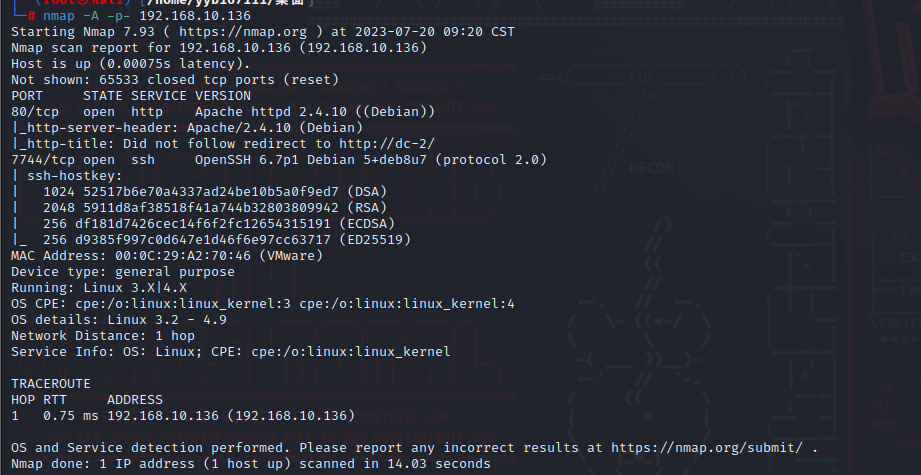 (root㉿kali)-[/home/yyb107111/桌面]
└─# nmap -A -p- 192.168.10.136
Starting Nmap 7.93 ( https://nmap.org ) at 2023-07-20 09:20 CST
Nmap scan report for 192.168.10.136 (192.168.10.136)
Host is up (0.00075s latency).
Not shown: 65533 closed tcp ports (reset)
PORT     STATE SERVICE VERSION
80/tcp   open  http    Apache httpd 2.4.10 ((Debian))
|_http-server-header: Apache/2.4.10 (Debian)
|_http-title: Did not follow redirect to http://dc-2/
7744/tcp open  ssh     OpenSSH 6.7p1 Debian 5+deb8u7 (protocol 2.0)
| ssh-hostkey:
|   1024 52517b6e70a4337ad24be10b5a0f9ed7 (DSA)
|   2048 5911d8af38518f41a744b32803809942 (RSA)
|   256 df181d7426cec14f6f2fc12654315191 (ECDSA)
|_  256 d9385f997c0d647e1d46f6e97cc63717 (ED25519)
MAC Address: 00:0C:29:A2:70:46 (VMware)
Device type: general purpose
Running: Linux 3.X|4.X
OS CPE: cpe:/o:linux:linux_kernel:3 cpe:/o:linux:linux_kernel:4
OS details: Linux 3.2 - 4.9
Network Distance: 1 hop
Service Info: OS: Linux; CPE: cpe:/o:linux:linux_kernel
TRACEROUTE
HOP RTT     ADDRESS
1   0.75 ms 192.168.10.136 (192.168.10.136)
OS and Service detection performed. Please report any incorrect results at https://nmap.org/submit/ .
Nmap done: 1 IP address (1 host up) scanned in 14.03 seconds
RECON